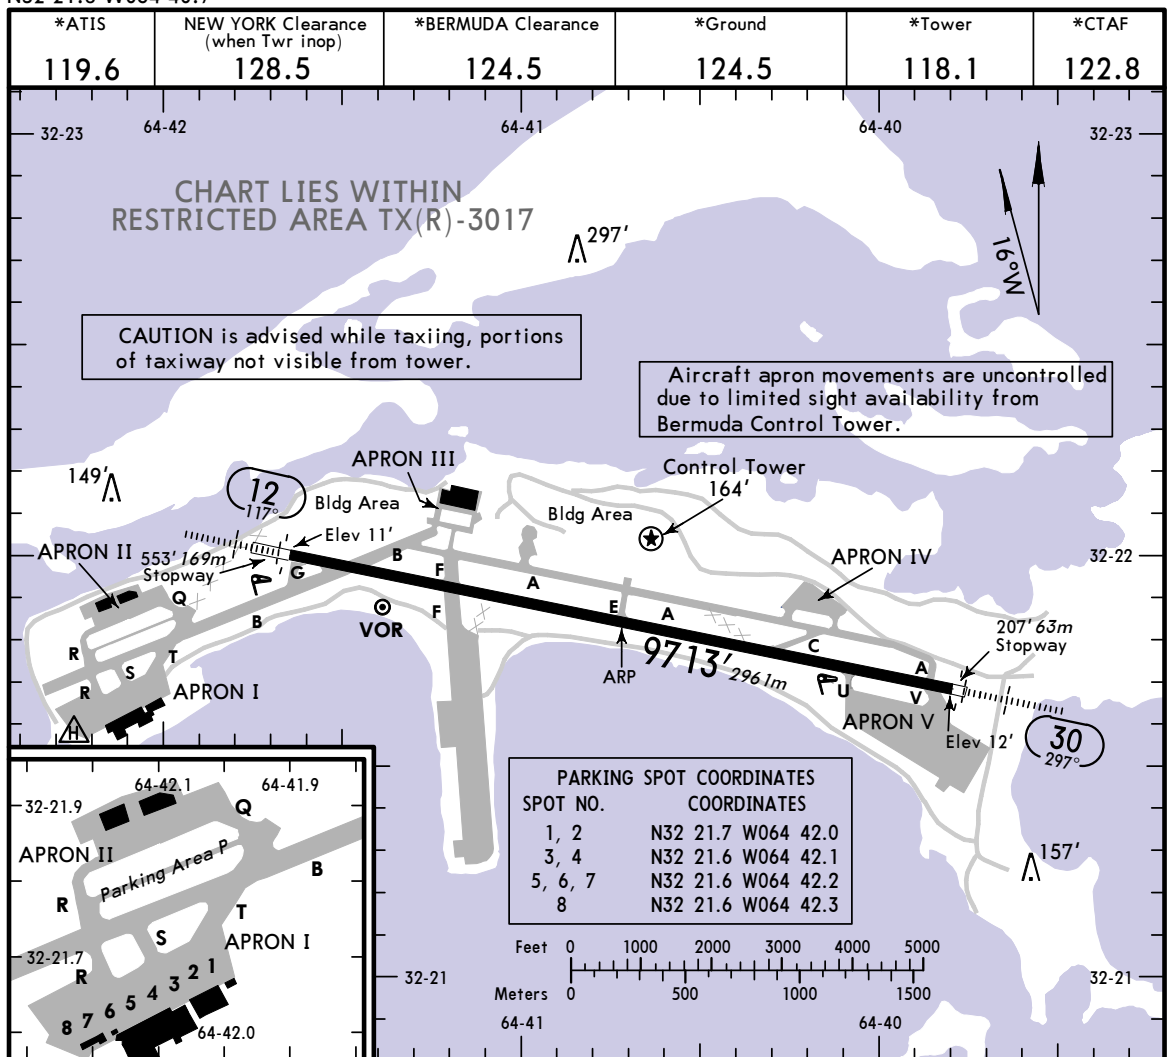 *ATIS
119.6
NEW YORK Clearance
(when Twr inop)
128.5
*BERMUDA Clearance
124.5
*Ground
124.5
*Tower
118.1
*CTAF
122.8
32-23
64-42
64-41
64-40
32-23
CHART LIES WITHIN
RESTRICTED AREA TX(R)-3017
297'
16°W
CAUTION is advised while taxiing, portions
of taxiway not visible from tower.
Aircraft apron movements are uncontrolled
due to limited sight availability from
Bermuda Control Tower.
149'
12
117°
Bldg Area
APRON III
Control Tower
164'
Bldg Area
Elev 11'
APRON II
553' 169m
Stopway
APRON IV
32-22
B
F
A
G
Q
E
A
B
F
VOR
207' 63m
Stopway
C
A
R
S
T
ARP
9713' 2961m
U
V
R
APRON I
APRON V
Elev 12'
30
297°
H
PARKING SPOT COORDINATES
SPOT NO. COORDINATES
1, 2 N32 21.7 W064 42.0
3, 4 N32 21.6 W064 42.1
5, 6, 7 N32 21.6 W064 42.2
8 N32 21.6 W064 42.3
157'
64-42.1
64-41.9
32-21.9
Q
APRON II
Parking Area P
B
R
T
S
APRON I
32-21.7
R
8 7 6 5 4 3 2 1
64-42.0
Feet 0 1000 2000 3000 4000 5000
Meters 0 500 1000 1500
32-21
32-21
64-41
64-40